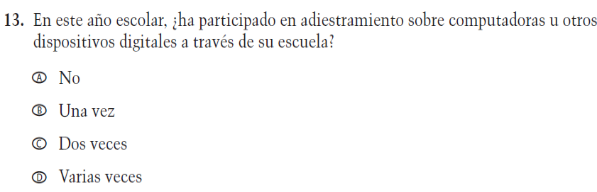 13. En este año escolar, ¿ha participado en adiestramiento sobre computadoras u otros
dispositivos digitales a través de su escuela?
Ⓐ No
Ⓑ Una vez
Ⓒ Dos veces
Ⓓ Varias veces